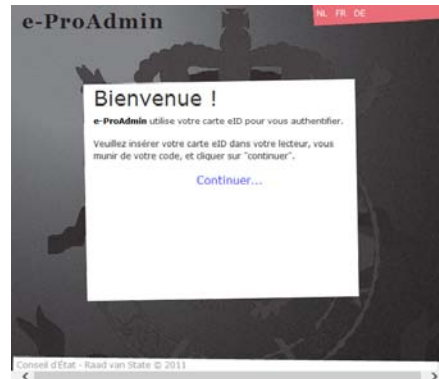 e-ProAdmin
NL FR DE
Bienvenue !
e-ProAdmin utilise votre carte eID pour vous authentifier.
Veuillez insérer votre carte eID dans votre lecteur, vous
munir de votre code, et cliquer sur "continuer".
Continuer...
Conseil d'État - Raad van State © 2011